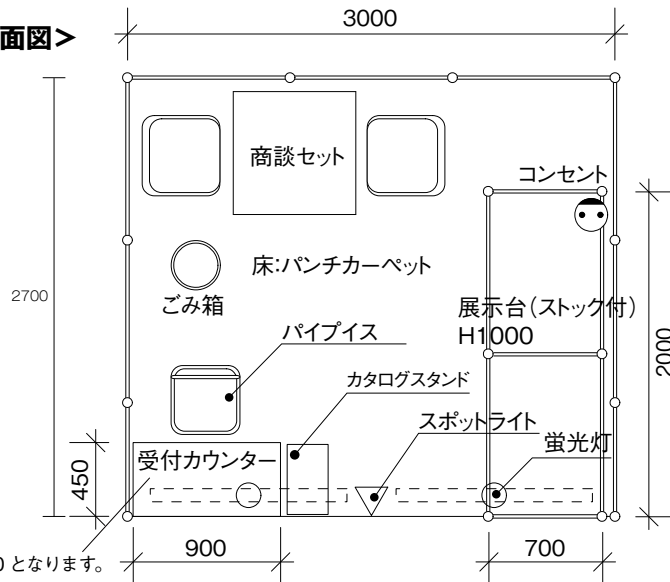 面図＞
3000
商談セット
コンセント
床:パンチカーペット
2700
ごみ箱
展示台（ストック付）
H1000
パイプイス
2000
カタログスタンド
スポットライト
蛍光灯
受付カウンター
450
0 となります。
900
700